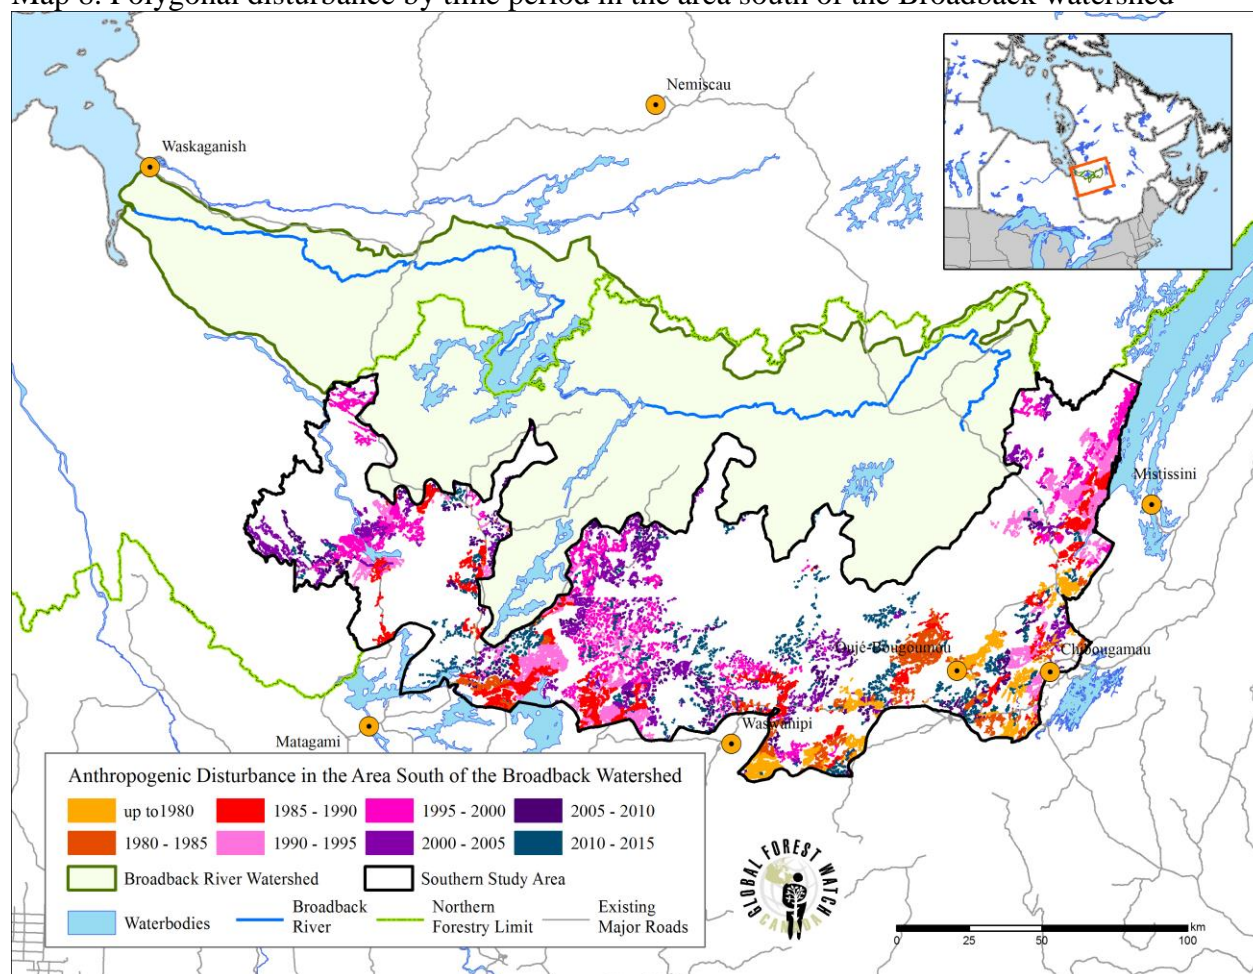 Map 8: Polygonal disturbance by time period in the area south of the Broadback watershed
Nemiscau
Waskaganish
Mistissini
Oujé-Bougoumou
Chibougamau
Waswanipi
Matagami
Anthropogenic Disturbance in the Area South of the Broadback Watershed
up to1980
1985 - 1990
1995 - 2000
2005 - 2010
1980 - 1985
1990 - 1995
2000 - 2005
2010 - 2015
Broadback River Watershed
Southern Study Area
Waterbodies
Broadback
River
Northern
Forestry Limit
Existing
Major Roads
GLOBAL FOREST WATCH
CANADA
km
0 25 50 100